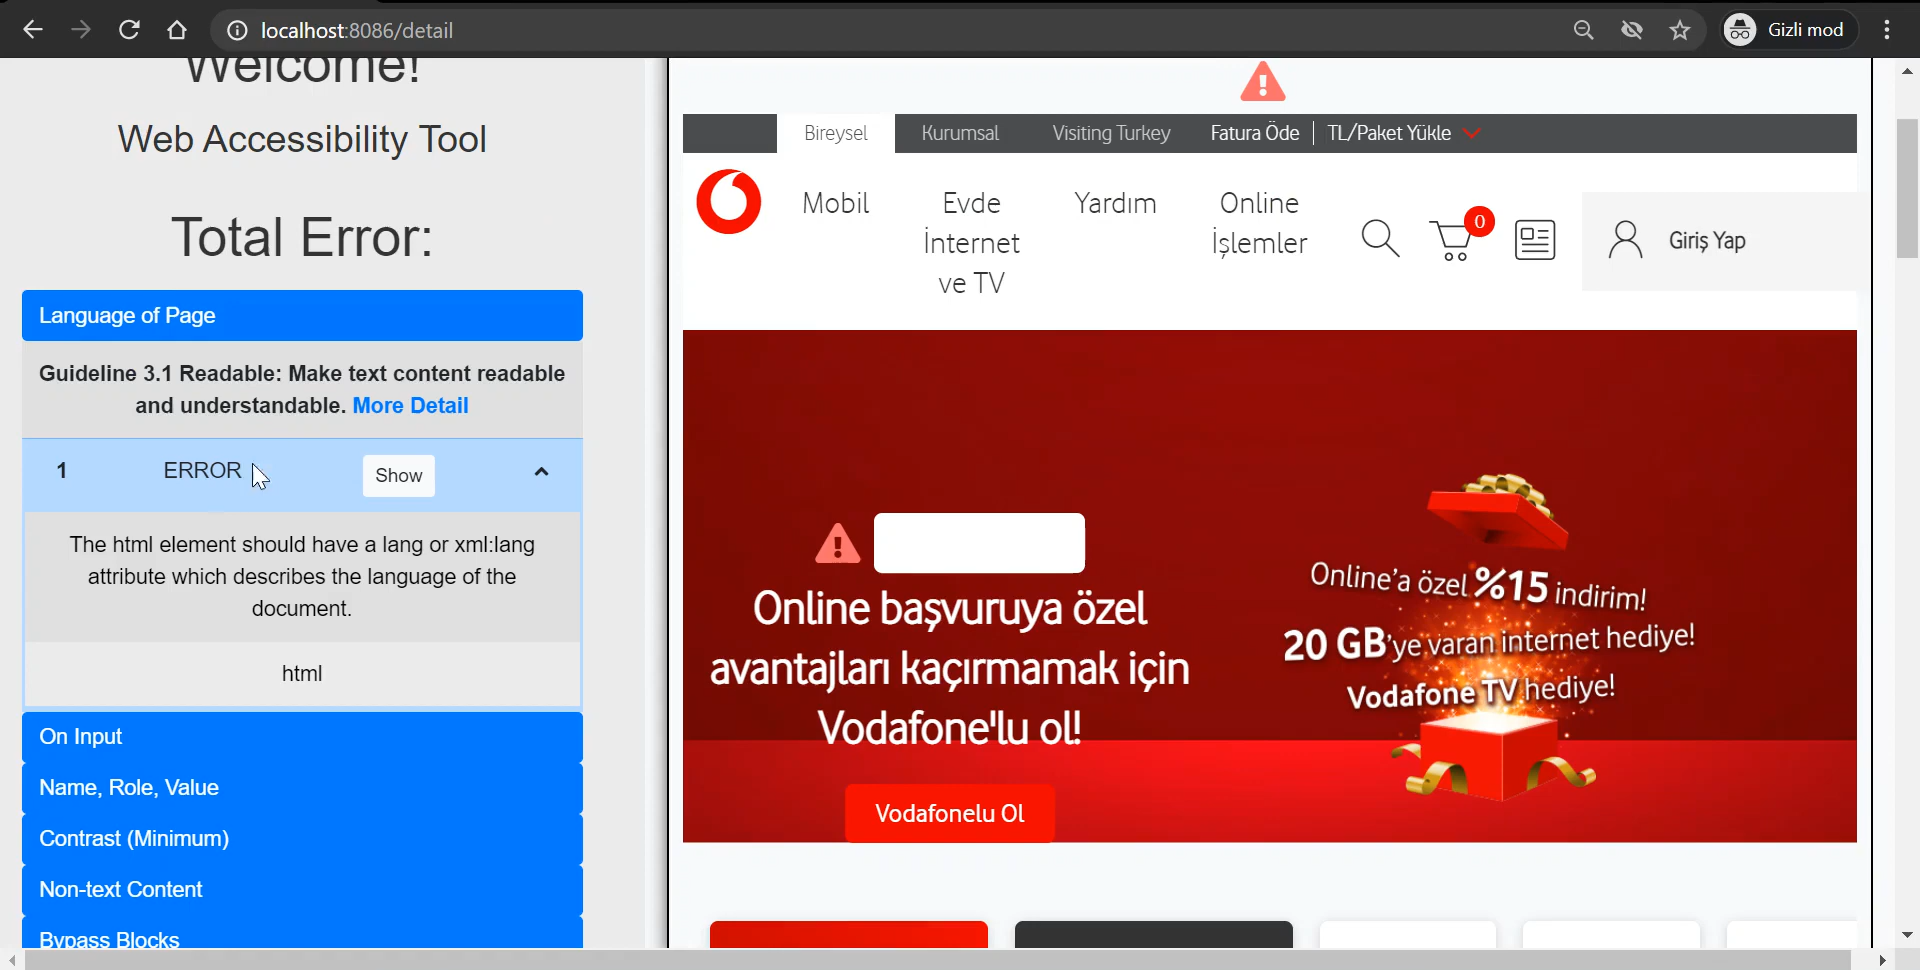 localhost:8086/detail
Gizli mod
Welcome!
Web Accessibility Tool
Total Error:
Language of Page
Guideline 3.1 Readable: Make text content readable
and understandable. More Detail
1 ERROR Show
The html element should have a lang or xml:lang
attribute which describes the language of the
document.
html
On Input
Name, Role, Value
Contrast (Minimum)
Non-text Content
Bypass Blocks
Bireysel Kurumsal Visiting Turkey Fatura Öde TL/Paket Yükle
Mobil
Evde
İnternet
ve TV
Yardım
Online
İşlemler
0
Giriş Yap
Online başvuruya özel
avantajları kaçırmamak için
Vodafone'lu ol!
Vodafonelu Ol
Online'a özel %15 indirim!
20 GB'ye varan internet hediye!
Vodafone TV hediye!